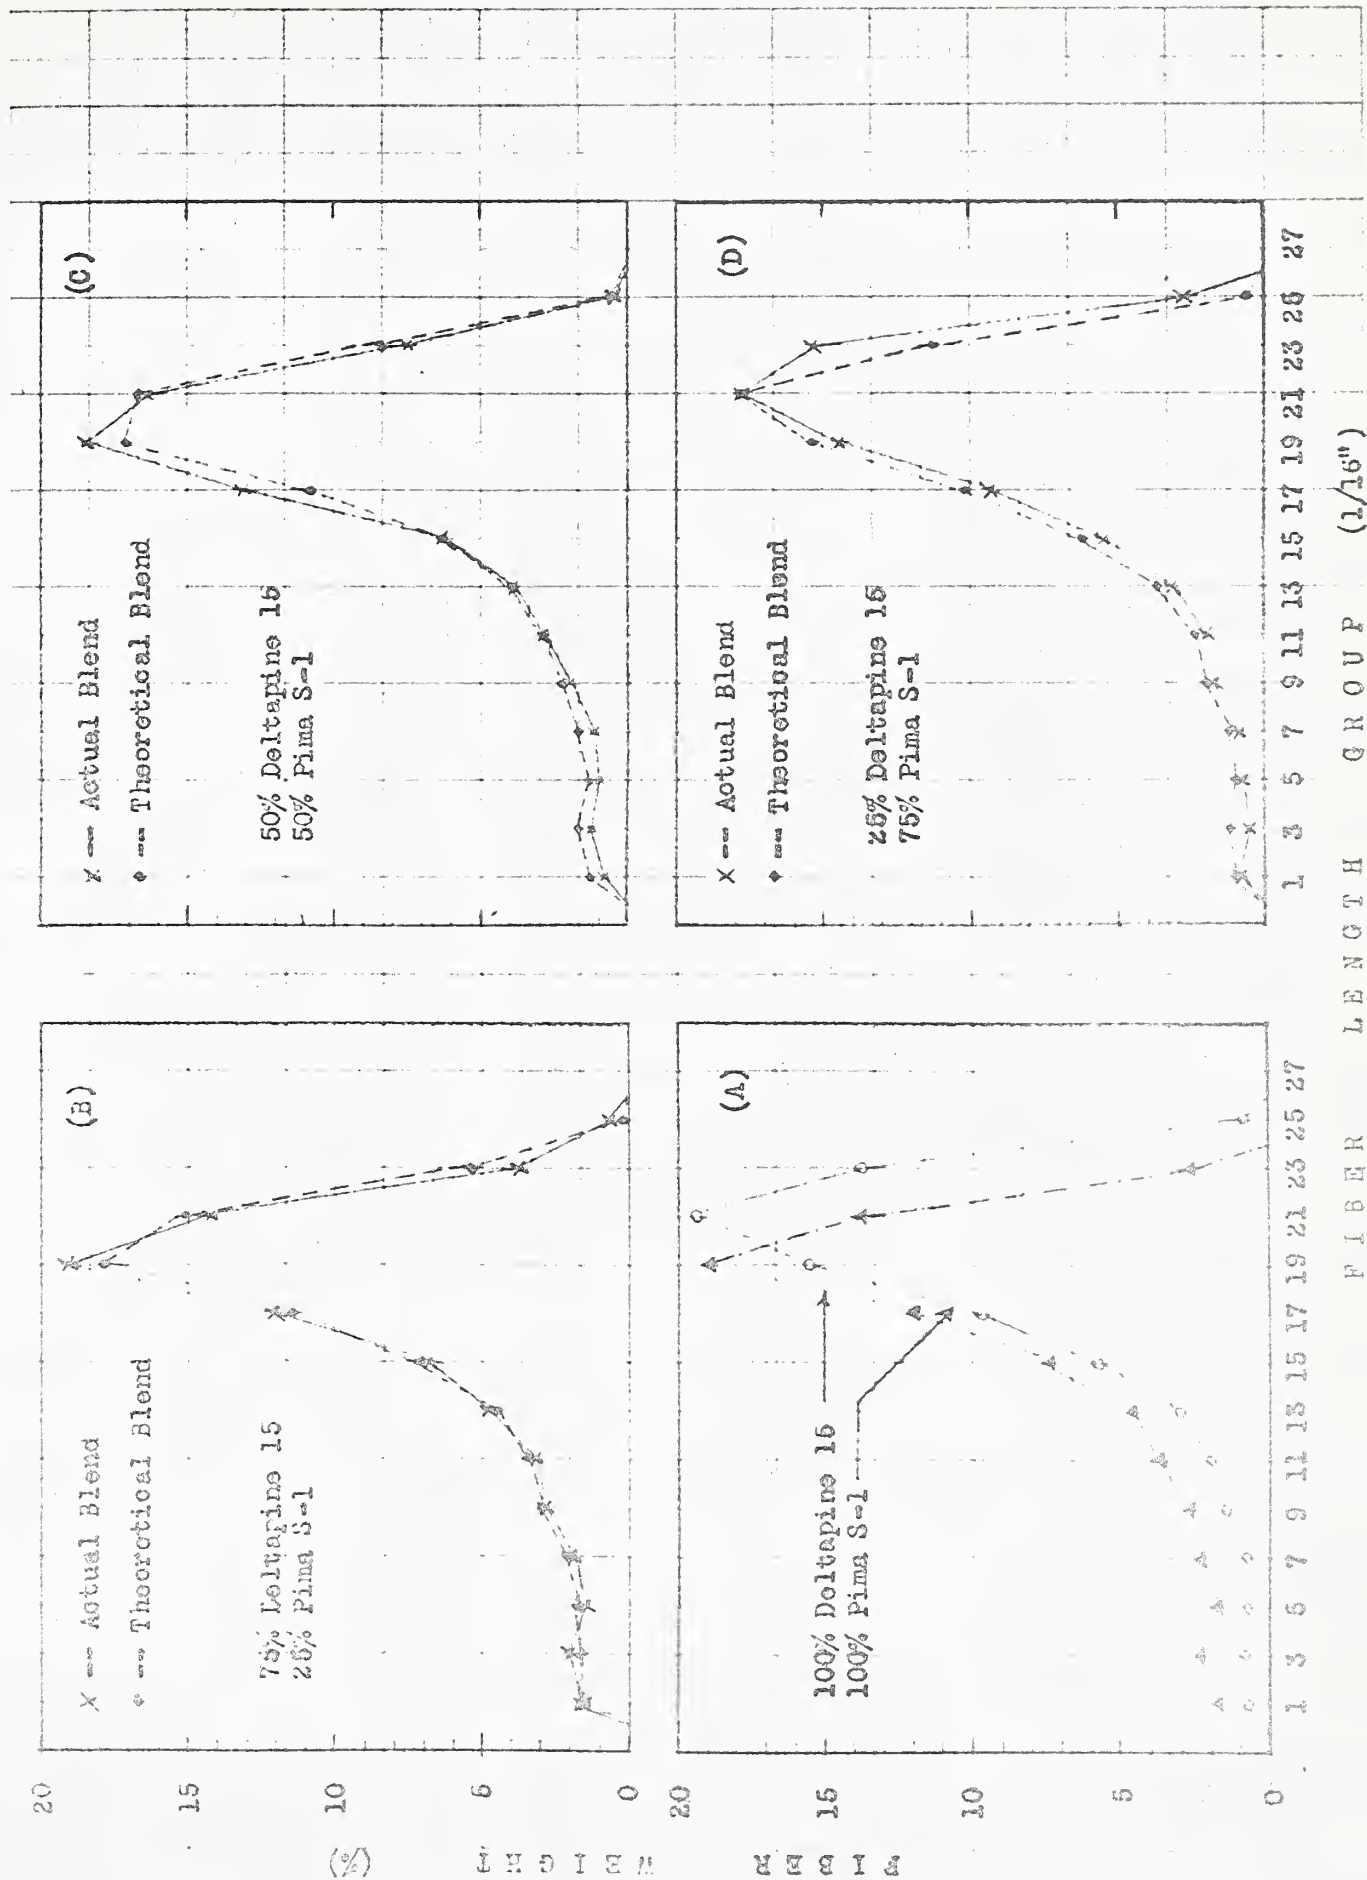 (B)
X --- Actual Blend
• --- Theorotical Blend
75% Deltapine 15
25% Pima S-1
(C)
X --- Actual Blend
• --- Theoretical Blend
50% Deltapine 15
50% Pima S-1
20
15
10
5
0
(A)
100% Deltapine 15
100% Pima S-1
(D)
X --- Actual Blend
• --- Theoretical Blend
25% Deltapine 15
75% Pima S-1
20
15
10
5
0
1 3 5 7 9 11 13 15 17 19 21 23 25 27
1 3 5 7 9 11 13 15 17 19 21 23 25 27
FIBER WEIGHT (%)
FIBER LENGTH GROUP (1/16")